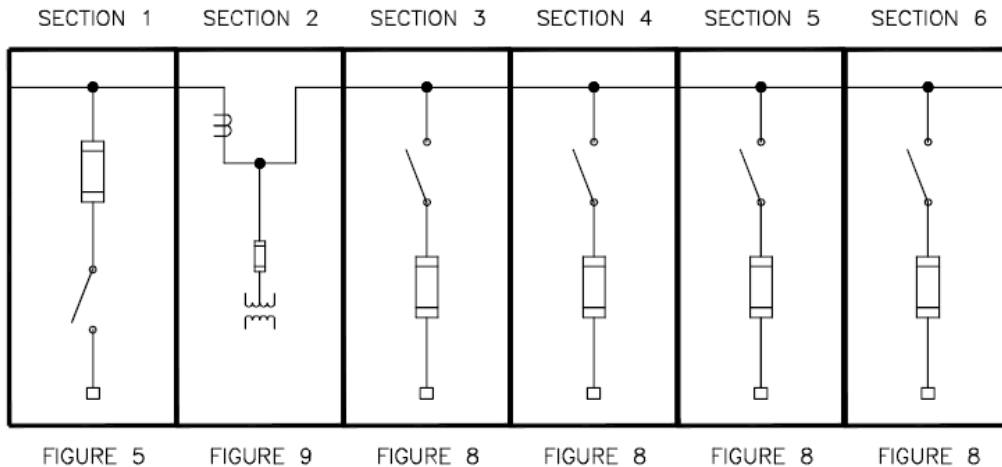 SECTION 1 SECTION 2 SECTION 3 SECTION 4 SECTION 5 SECTION 6
FIGURE 5 FIGURE 9 FIGURE 8 FIGURE 8 FIGURE 8 FIGURE 8